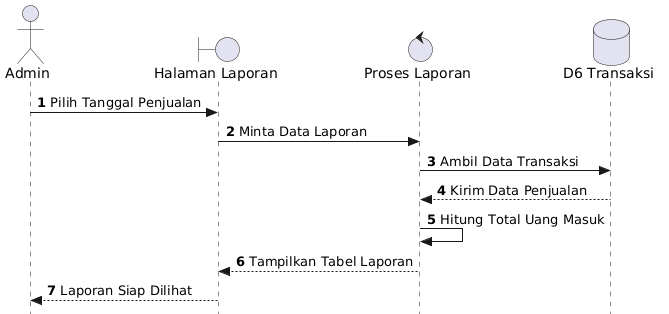 Admin
Halaman Laporan
Proses Laporan
D6 Transaksi
1 Pilih Tanggal Penjualan
2 Minta Data Laporan
3 Ambil Data Transaksi
4 Kirim Data Penjualan
5 Hitung Total Uang Masuk
6 Tampilkan Tabel Laporan
7 Laporan Siap Dilihat